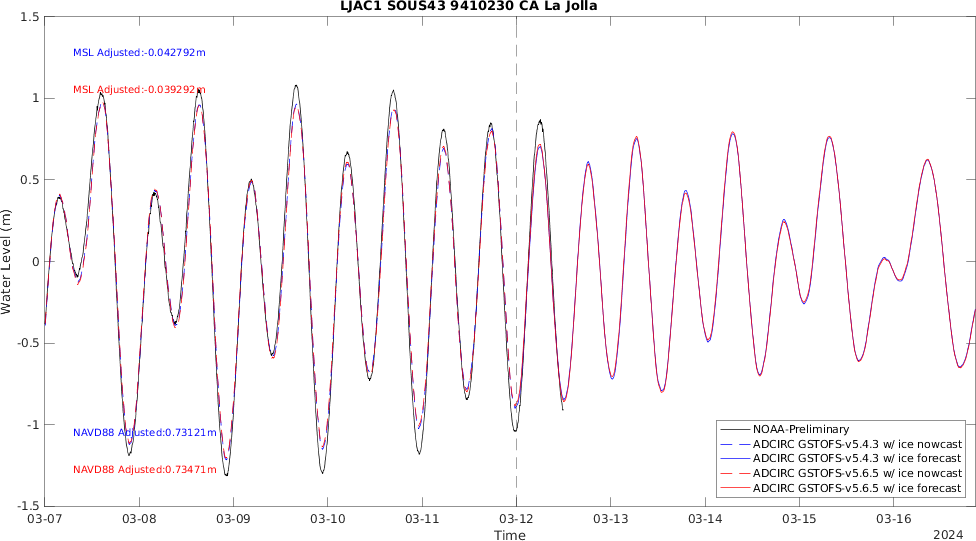 LJAC1 SOUS43 9410230 CA La Jolla
1.5
MSL Adjusted:-0.042792m
MSL Adjusted:-0.039292m
1
0.5
Water Level (m)
0
-0.5
-1
NAVD88 Adjusted:0.73121m
NAVD88 Adjusted:0.73471m
-1.5
NOAA-Preliminary
ADCIRC GSTOFS-v5.4.3 w/ ice nowcast
ADCIRC GSTOFS-v5.4.3 w/ ice forecast
ADCIRC GSTOFS-v5.6.5 w/ ice nowcast
ADCIRC GSTOFS-v5.6.5 w/ ice forecast
03-07 03-08 03-09 03-10 03-11 03-12 03-13 03-14 03-15 03-16
Time
2024